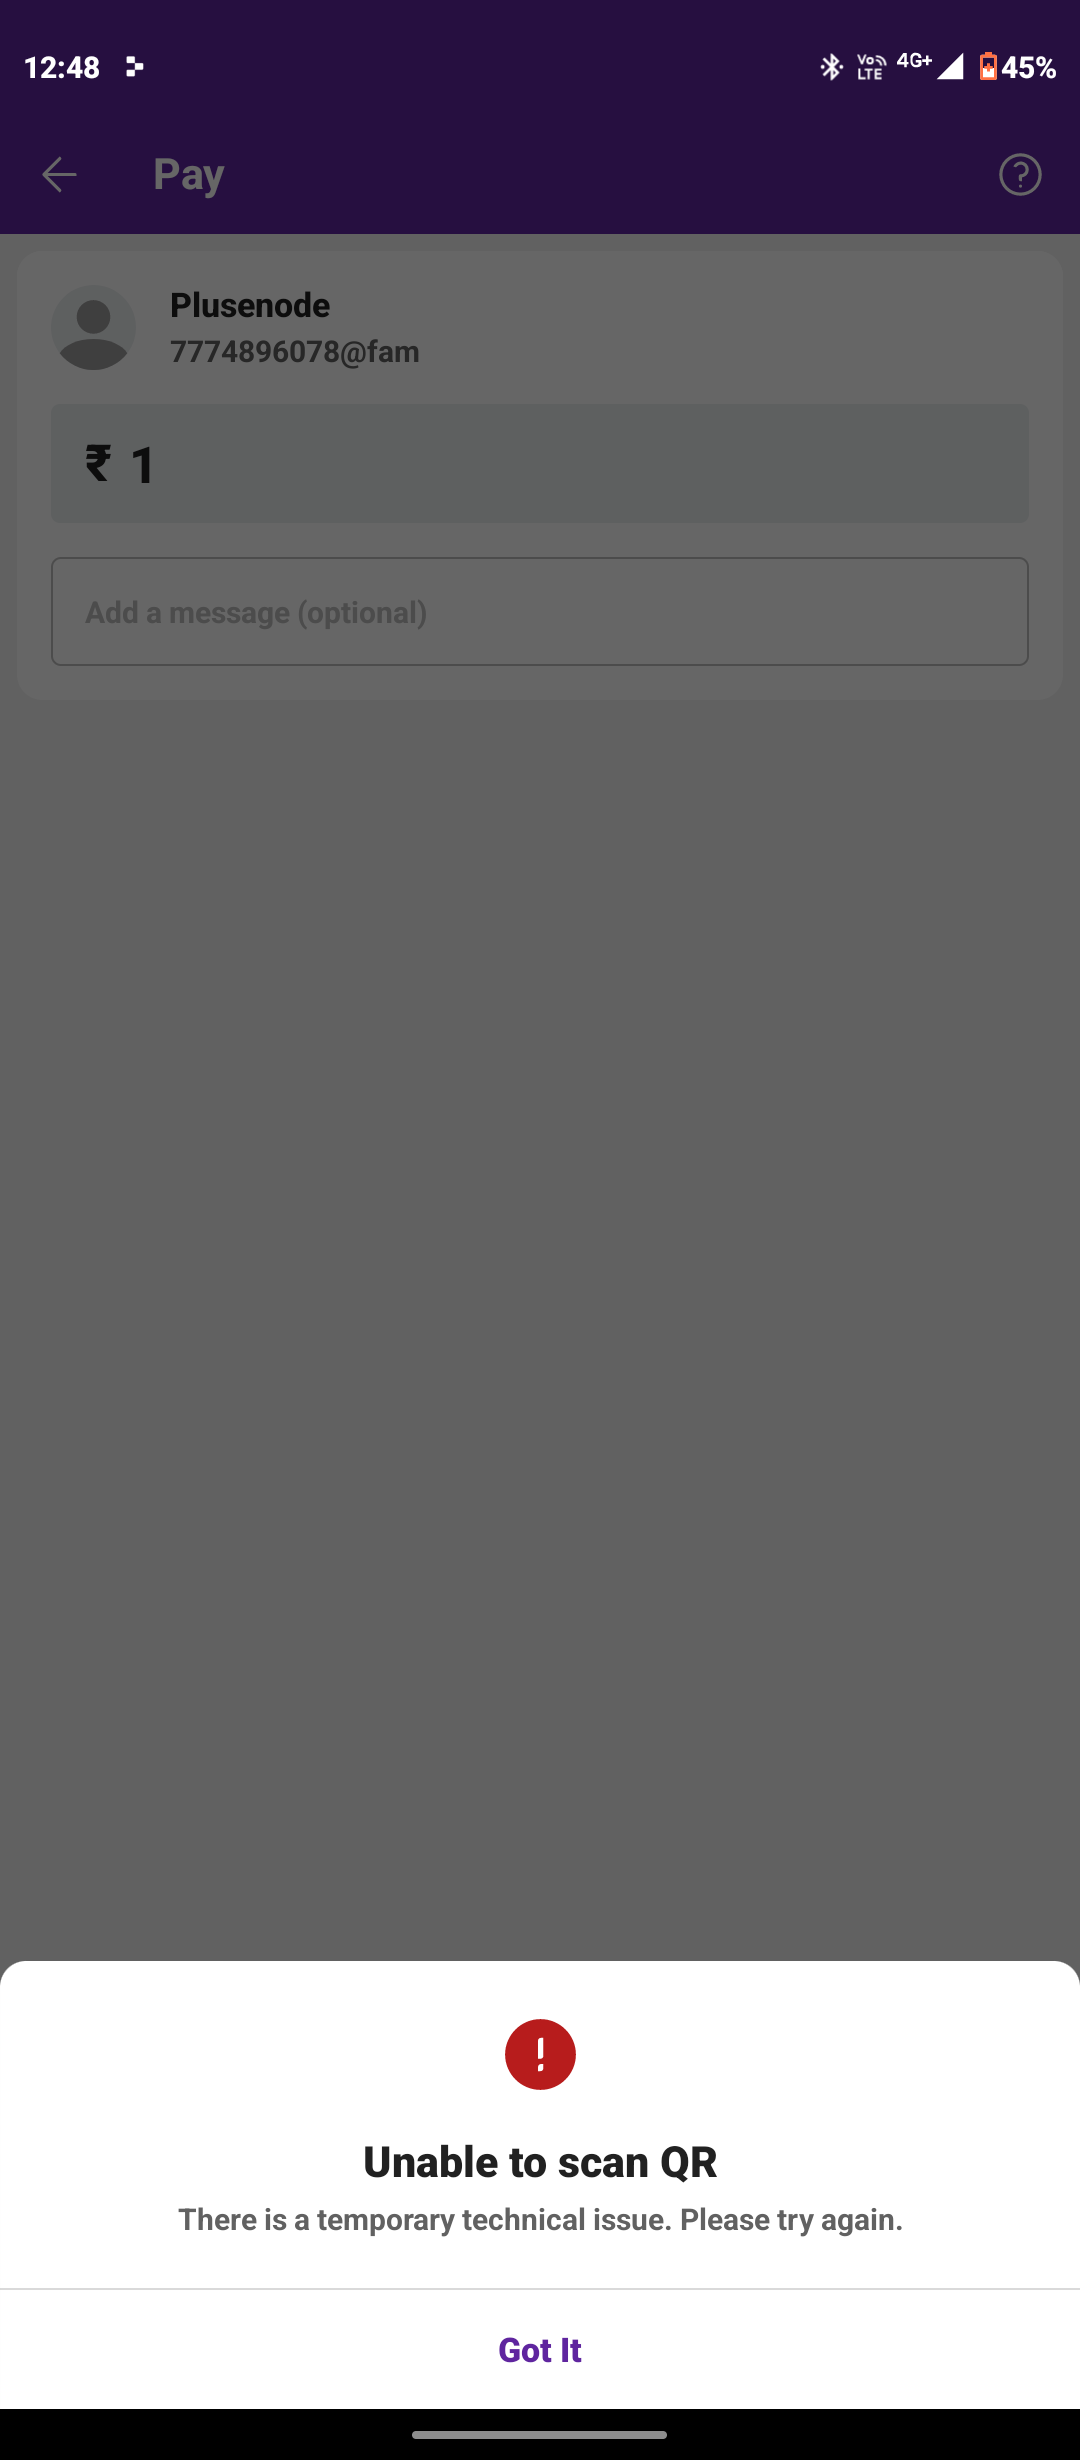 12:48 Vo LTE 4G+ 45%
Pay
Plusenode
7774896078@fam
₹ 1
Add a message (optional)
Unable to scan QR
There is a temporary technical issue. Please try again.
Got It